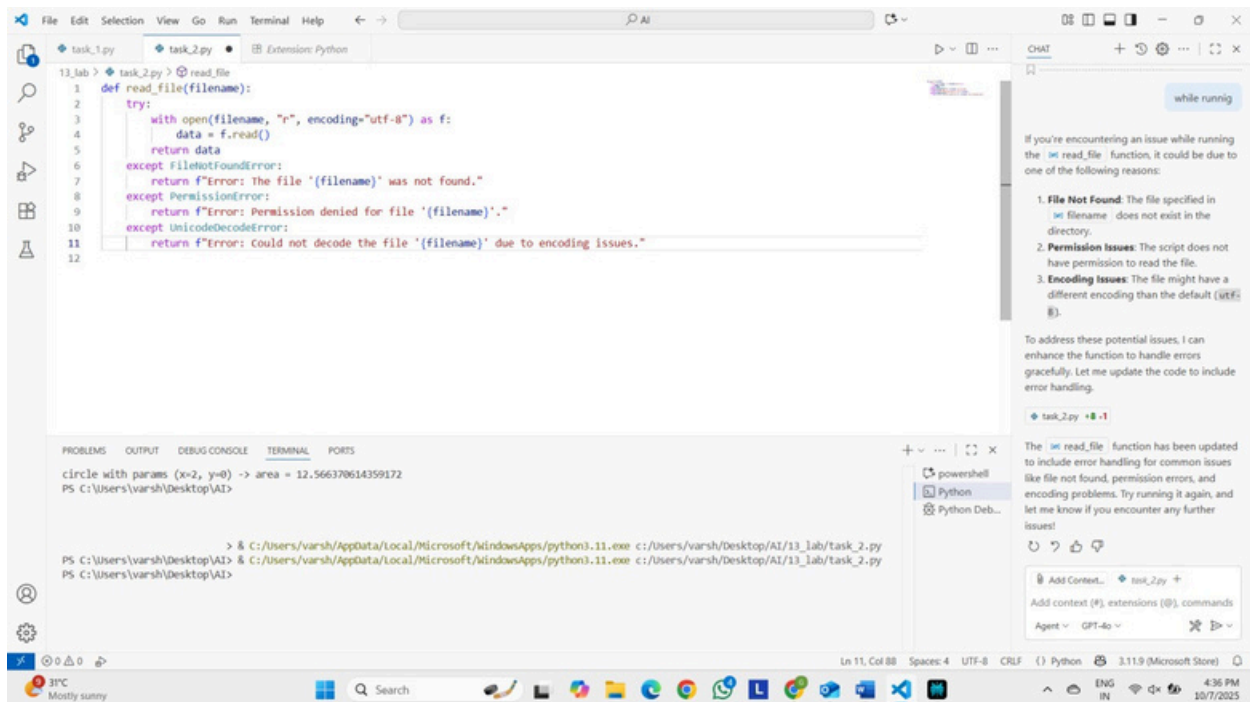 File Edit Selection View Go Run Terminal Help
AI
task_1.py task_2.py Extension: Python
13_lab > task_2.py > read_file
1 def read_file(filename):
2 try:
3 with open(filename, "r", encoding="utf-8") as f:
4 data = f.read()
5 return data
6 except FileNotFoundError:
7 return f"Error: The file '{filename}' was not found."
8 except PermissionError:
9 return f"Error: Permission denied for file '{filename}'."
10 except UnicodeDecodeError:
11 return f"Error: Could not decode the file '{filename}' due to encoding issues."
12
PROBLEMS OUTPUT DEBUG CONSOLE TERMINAL PORTS
circle with params (x=2, y=0) -> area = 12.566370614359172
PS C:\Users\varsh\Desktop\AI>
> & C:/Users/varsh/AppData/Local/Microsoft/WindowsApps/python3.11.exe c:/Users/varsh/Desktop/AI/13_lab/task_2.py
PS C:\Users\varsh\Desktop\AI> & C:/Users/varsh/AppData/Local/Microsoft/WindowsApps/python3.11.exe c:/Users/varsh/Desktop/AI/13_lab/task_2.py
PS C:\Users\varsh\Desktop\AI>
powershell
Python
Python Deb...
CHAT
while runnig
If you're encountering an issue while running
the read_file function, it could be due to
one of the following reasons:
1. File Not Found: The file specified in
filename does not exist in the
directory.
2. Permission Issues: The script does not
have permission to read the file.
3. Encoding Issues: The file might have a
different encoding than the default (utf-
8).
To address these potential issues, I can
enhance the function to handle errors
gracefully. Let me update the code to include
error handling.
task_2.py +8 -1
The read_file function has been updated
to include error handling for common issues
like file not found, permission errors, and
encoding problems. Try running it again, and
let me know if you encounter any further
issues!
Add Context... task_2.py +
Add context (#), extensions (@), commands
Agent GPT-4o
0 0 Ln 11, Col 88 Spaces: 4 UTF-8 CRLF {} Python 3.11.9 (Microsoft Store)
31°C
Mostly sunny
Search
ENG
IN
4:36 PM
10/7/2025